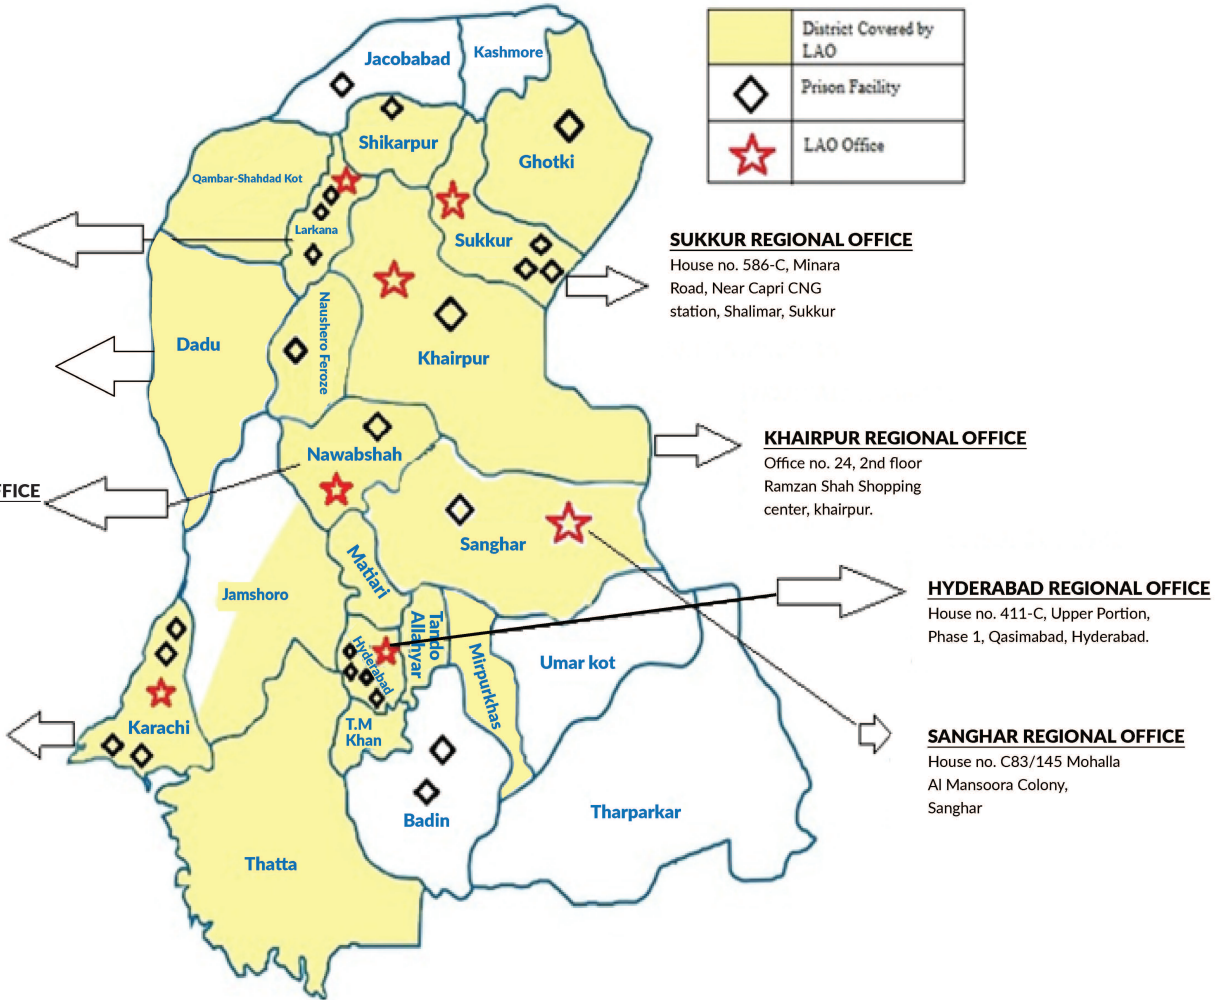 Jacobabad
Kashmore
District Covered by
LAO
Prison Facility
LAO Office
Shikarpur
Ghotki
Qambar-Shahdad Kot
Larkana
Sukkur
SUKKUR REGIONAL OFFICE
House no. 586-C, Minara
Road, Near Capri CNG
station, Shalimar, Sukkur
Dadu
Naushero Feroze
Khairpur
KHAIRPUR REGIONAL OFFICE
Office no. 24, 2nd floor
Ramzan Shah Shopping
center, khairpur.
Nawabshah
Sanghar
Matiari
Jamshoro
HYDERABAD REGIONAL OFFICE
House no. 411-C, Upper Portion,
Phase 1, Qasimabad, Hyderabad.
Hyderabad
Tando
Allahyar
Mirpurkhas
Umar kot
Karachi
T.M
Khan
SANGHAR REGIONAL OFFICE
House no. C83/145 Mohalla
Al Mansoora Colony,
Sanghar
Badin
Tharparkar
Thatta